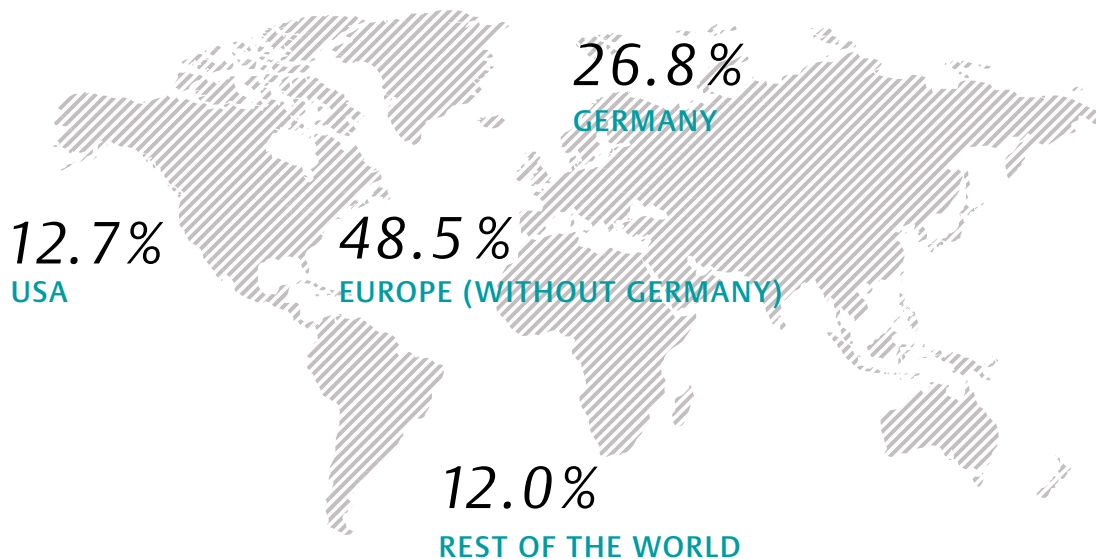 26.8%
GERMANY
12.7%
USA
48.5%
EUROPE (WITHOUT GERMANY)
12.0%
REST OF THE WORLD